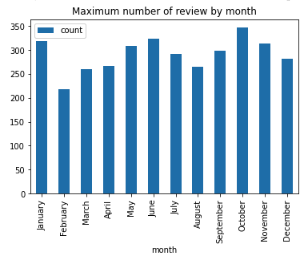 Maximum number of review by month
count
350
300
250
200
150
100
50
0
January
February
March
April
May
June
July
August
September
October
November
December
month